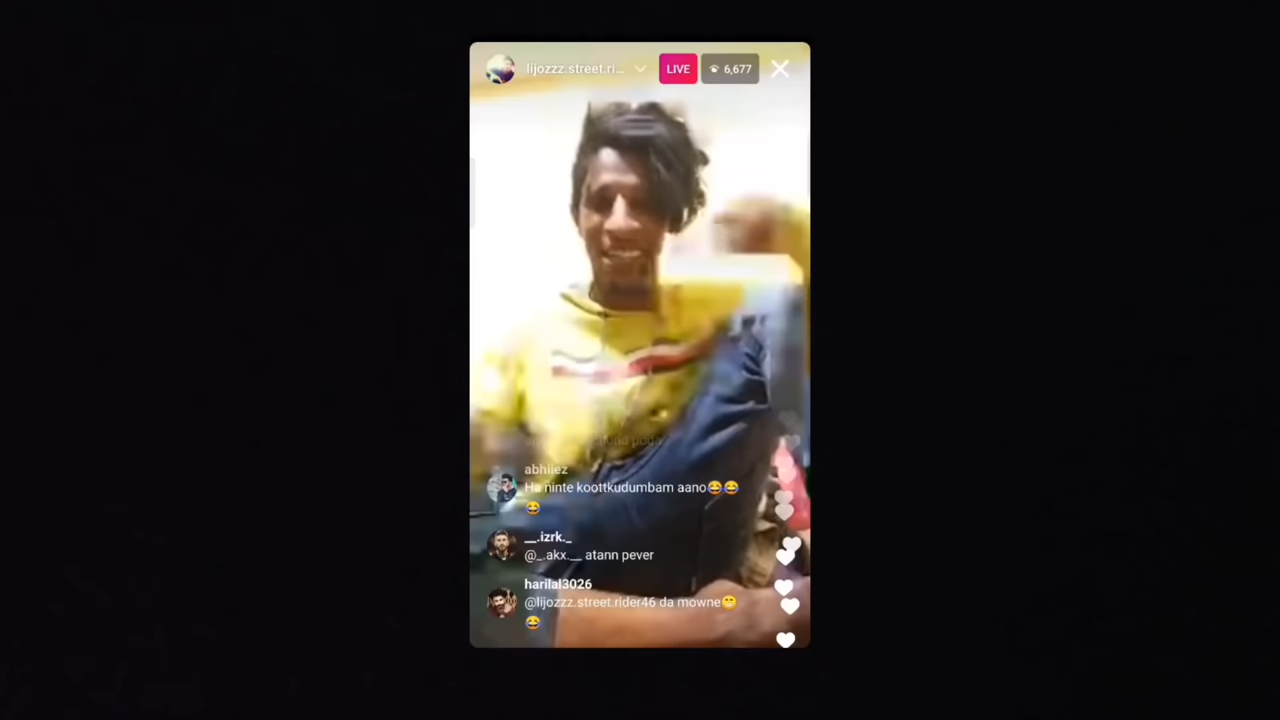 lijozzz.street.ri...
LIVE
6,677
abhiiez
Ha ninte koottkudumbam aano😂😂
😂
__.izrk._
@_.akx.__ atann pever
harilal3026
@lijozzz.street.rider46 da mowne😁
😂